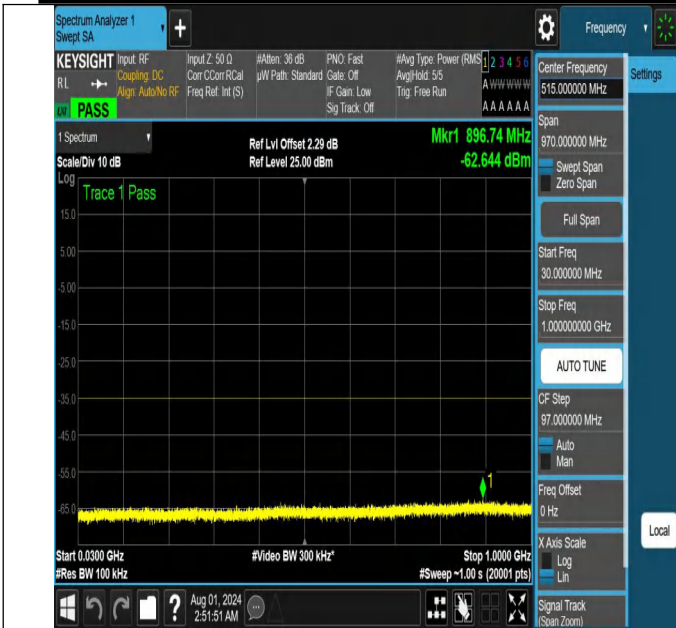 Spectrum Analyzer 1
Swept SA
+
Frequency
KEYSIGHT
RL
PASS
Input: RF
Coupling: DC
Align: Auto/No RF
Input Z: 50 Ω
Corr CCorr RCal
Freq Ref: Int (S)
#Atten: 36 dB
µW Path: Standard
PNO: Fast
Gate: Off
IF Gain: Low
Sig Track: Off
#Avg Type: Power (RMS
Avg|Hold: 5/5
Trig: Free Run
1 2 3 4 5 6
A W W W W W
A A A A A A
1 Spectrum
Scale/Div 10 dB
Log
Ref Lvl Offset 2.29 dB
Ref Level 25.00 dBm
Mkr1 896.74 MHz
-62.644 dBm
Trace 1 Pass
15.0
5.00
-5.00
-15.0
-25.0
-35.0
-45.0
-55.0
-65.0
1
Start 0.0300 GHz
#Res BW 100 kHz
#Video BW 300 kHz*
Stop 1.0000 GHz
#Sweep ~1.00 s (20001 pts)
?
Aug 01, 2024
2:51:51 AM
Center Frequency
515.000000 MHz
Span
970.000000 MHz
Swept Span
Zero Span
Full Span
Start Freq
30.000000 MHz
Stop Freq
1.000000000 GHz
AUTO TUNE
CF Step
97.000000 MHz
Auto
Man
Freq Offset
0 Hz
X Axis Scale
Log
Lin
Signal Track
(Span Zoom)
Settings
Local